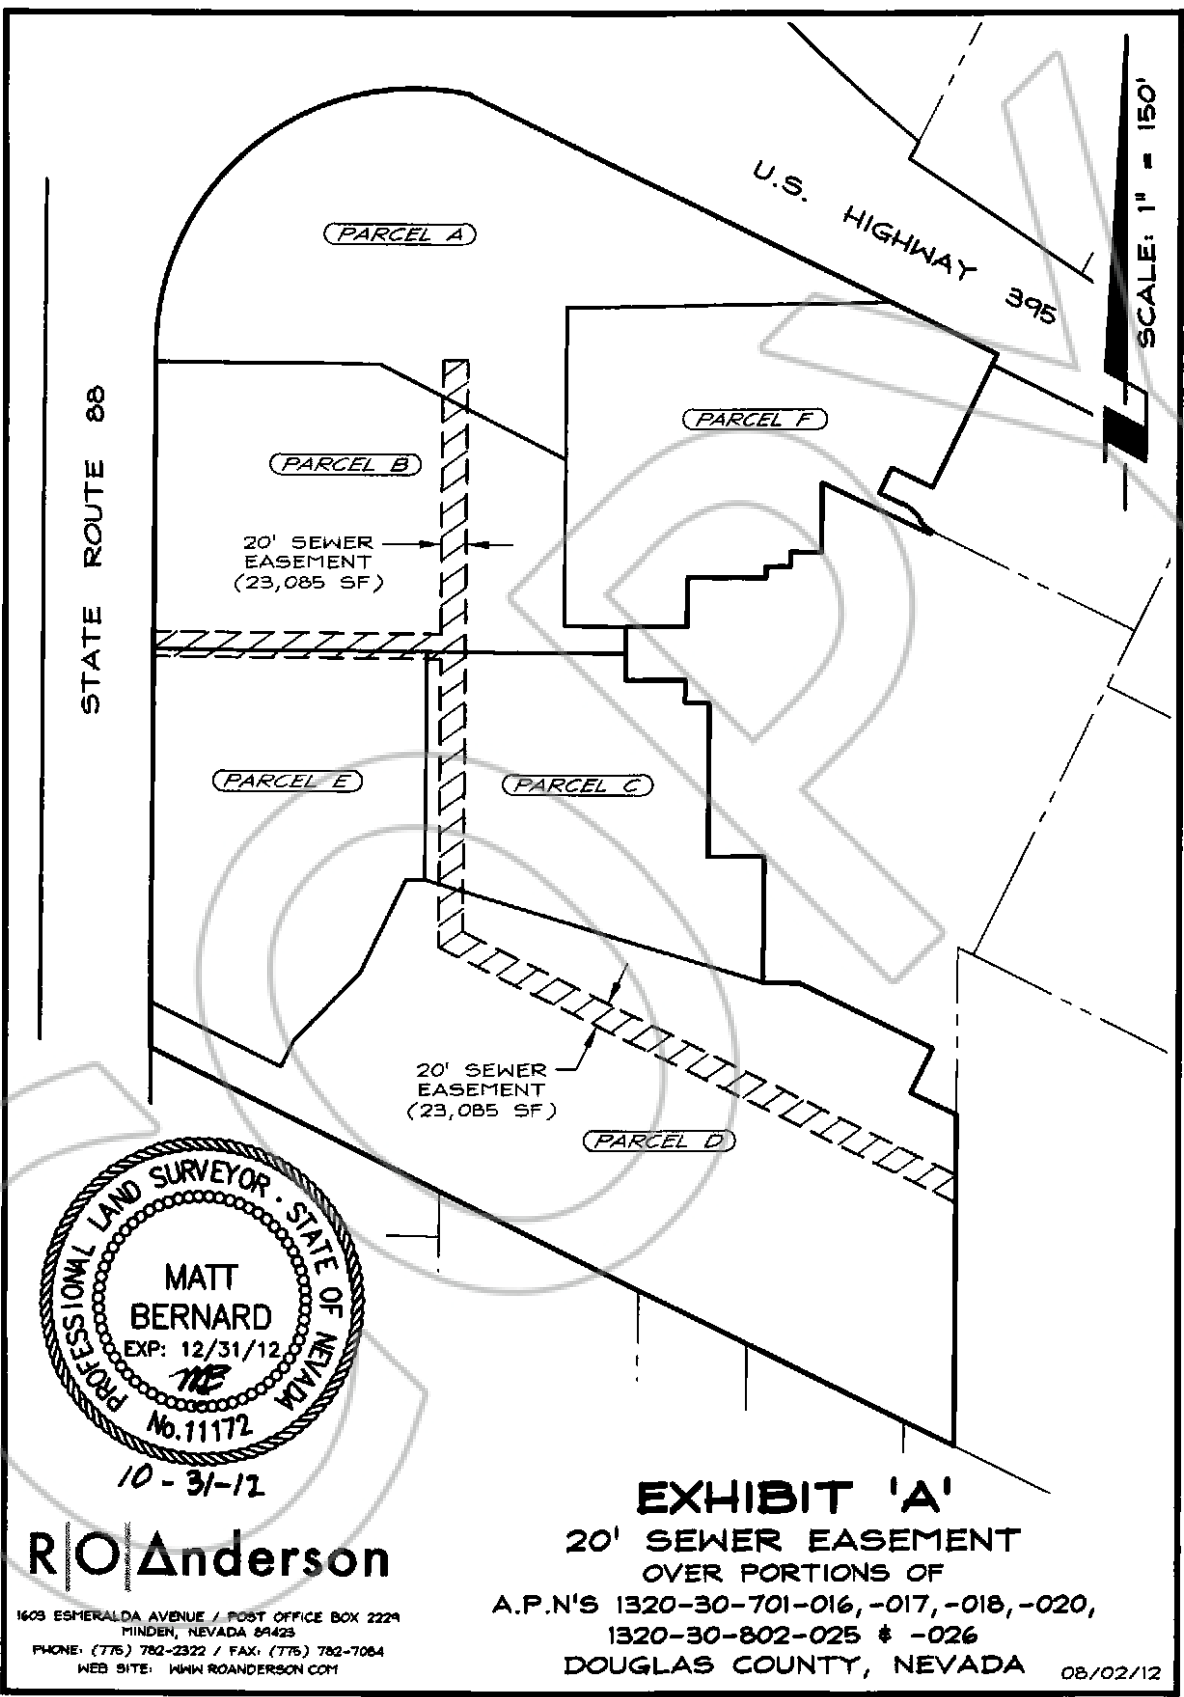 U.S. HIGHWAY 395
SCALE: 1" = 150'
PARCEL A
STATE ROUTE 88
PARCEL F
PARCEL B
20' SEWER
EASEMENT
(23,085 SF)
PARCEL E
PARCEL C
20' SEWER
EASEMENT
(23,085 SF)
PARCEL D
PROFESSIONAL LAND SURVEYOR · STATE OF NEVADA
MATT
BERNARD
EXP: 12/31/12
MB
No.11172
10-31-12
R|O|Anderson
1603 ESMERALDA AVENUE / POST OFFICE BOX 2229
MINDEN, NEVADA 89423
PHONE: (775) 782-2322 / FAX: (775) 782-7084
WEB SITE: WWW.ROANDERSON.COM
EXHIBIT 'A'
20' SEWER EASEMENT
OVER PORTIONS OF
A.P.N'S 1320-30-701-016,-017,-018,-020,
1320-30-802-025 & -026
DOUGLAS COUNTY, NEVADA
08/02/12
COPY